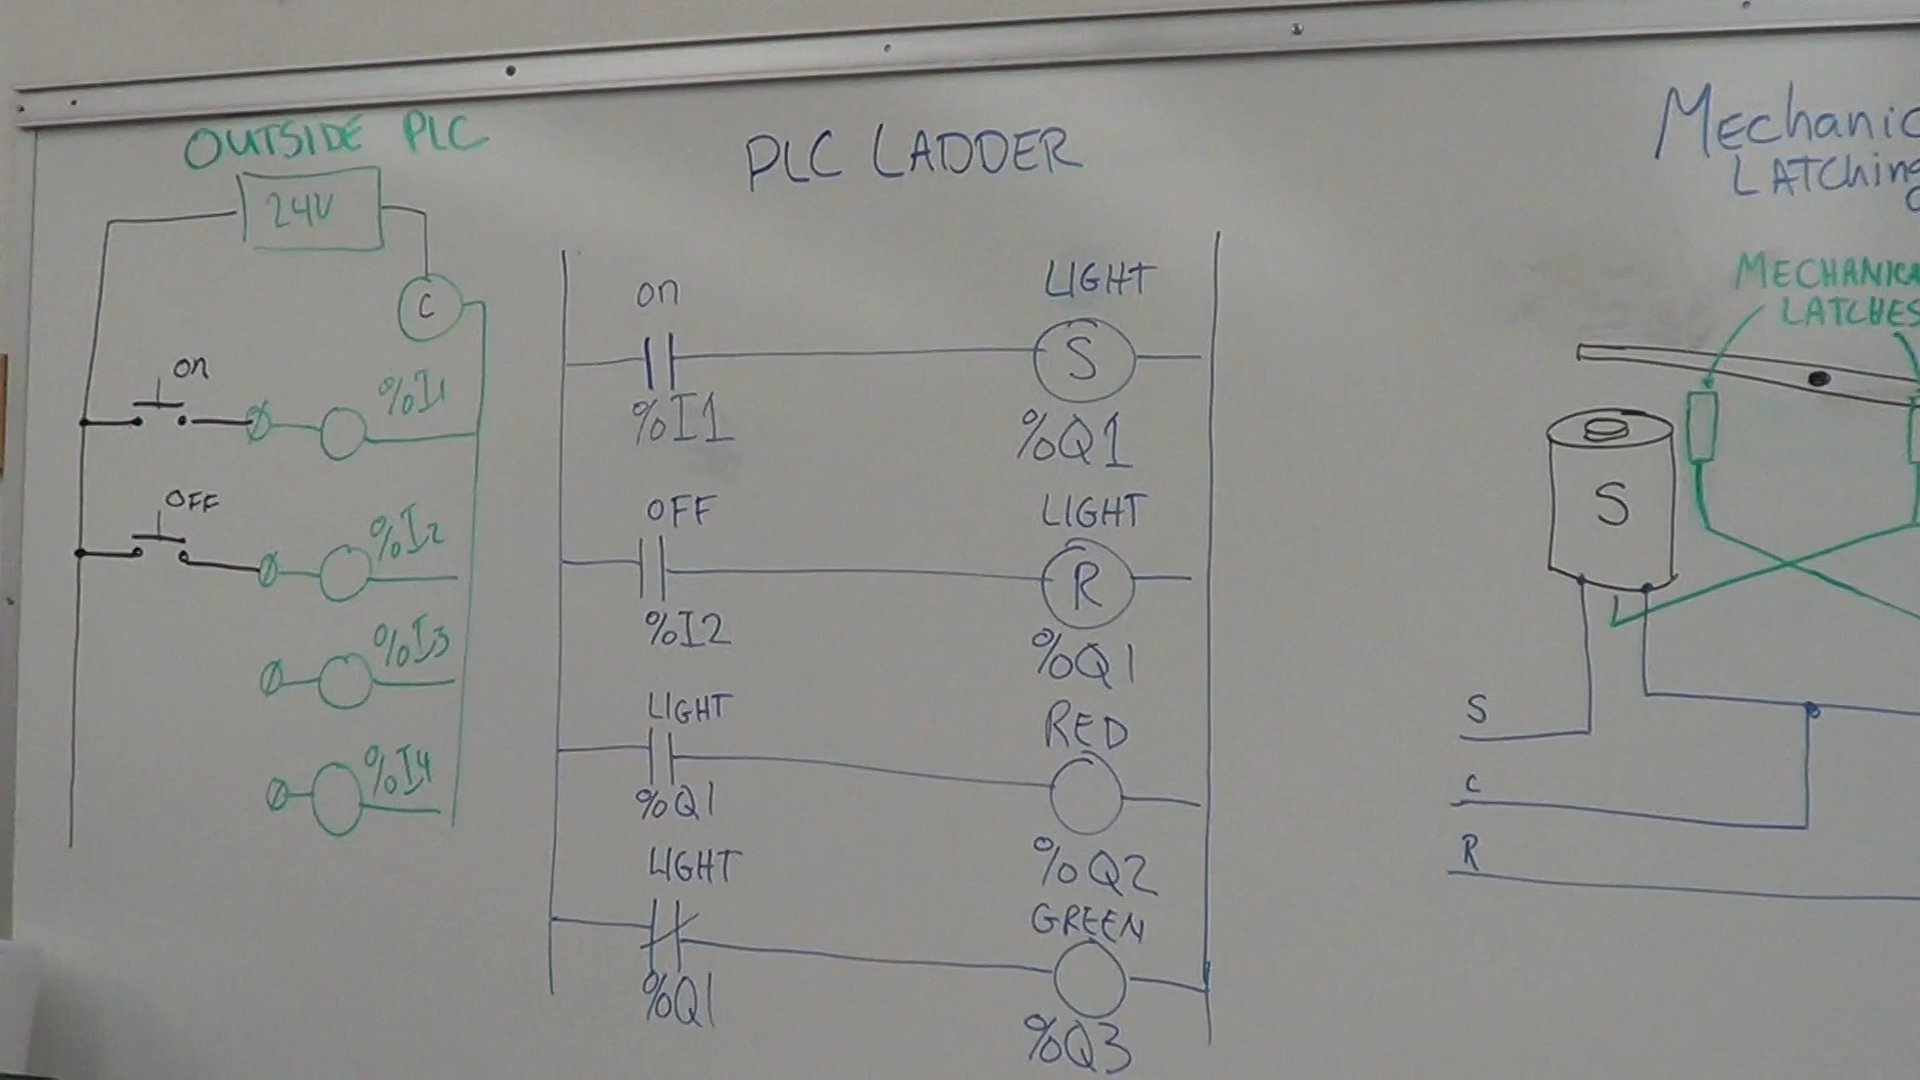 OUTSIDE PLC
24V
C
ON
%I1
OFF
%I2
%I3
%I4
PLC LADDER
ON
LIGHT
S
%I1
%Q1
OFF
LIGHT
R
%I2
%Q1
LIGHT
RED
%Q1
%Q2
LIGHT
GREEN
%Q1
%Q3
Mechanic
LATChing
MECHANICA
LATCHES
S
S
C
R